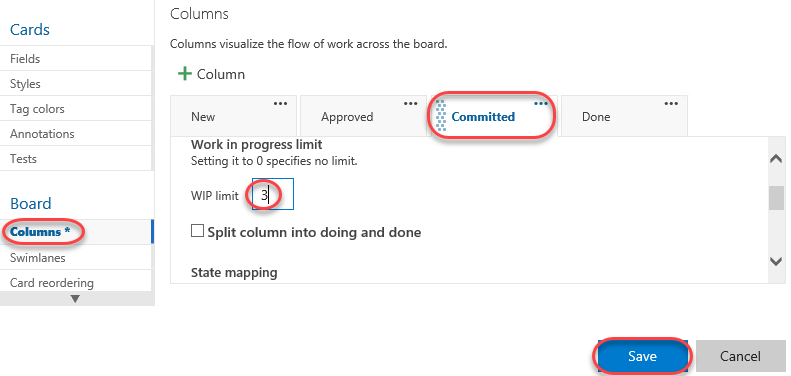 Cards
Fields
Styles
Tag colors
Annotations
Tests
Board
Columns *
Swimlanes
Card reordering
Columns
Columns visualize the flow of work across the board.
+ Column
New ... Approved ... Committed ... Done ...
Work in progress limit
Setting it to 0 specifies no limit.
WIP limit 3
Split column into doing and done
State mapping
Save Cancel